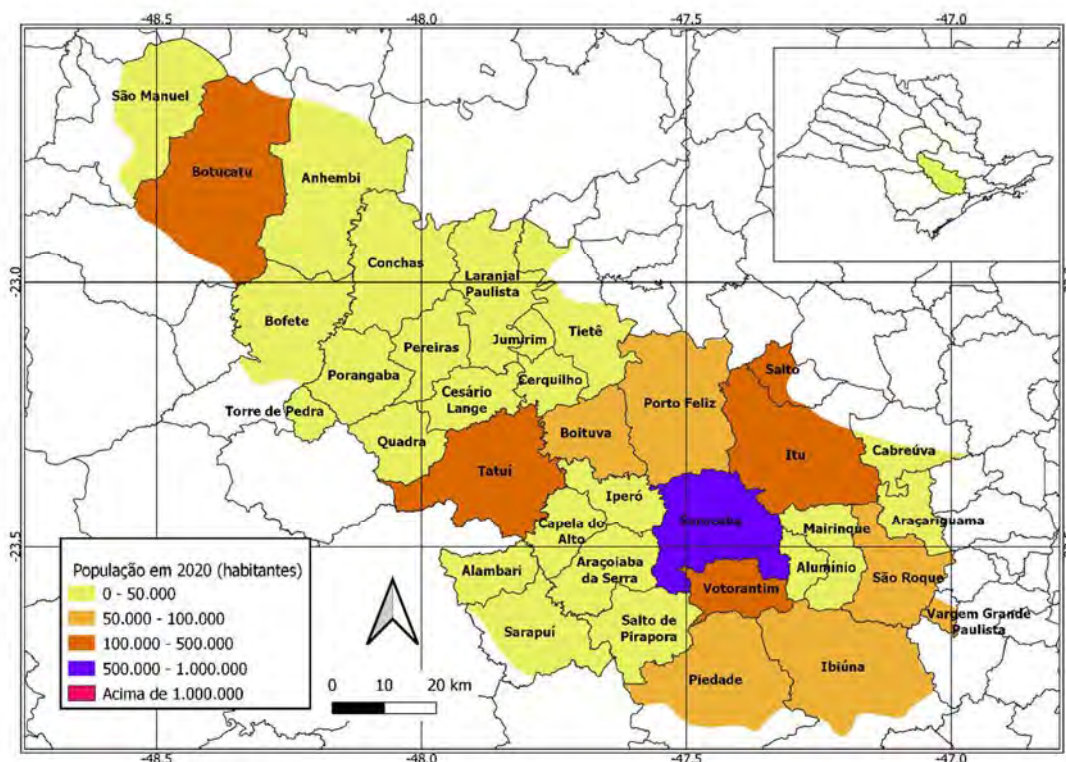 -48.5
-48.0
-47.5
-47.0
São Manuel
Botucatu
Anhembi
Conchas
Laranjal
Paulista
-23.0
Bofete
Tietê
Jumirim
Pereiras
Porangaba
Cerquilho
Cesário
Lange
Salto
Porto Feliz
Torre de Pedra
Boituva
Quadra
Itu
Cabreúva
Tatuí
Iperó
Sorocaba
Araçariguama
Capela do
Alto
Mairinque
-23.5
Araçoiaba
da Serra
Alumínio
Alambari
São Roque
Votorantim
Vargem Grande
Paulista
Salto de
Pirapora
Sarapuí
Ibiúna
Piedade
População em 2020 (habitantes)
0 - 50.000
50.000 - 100.000
100.000 - 500.000
500.000 - 1.000.000
Acima de 1.000.000
0
10
20 km
-48.5
-48.0
-47.5
-47.0